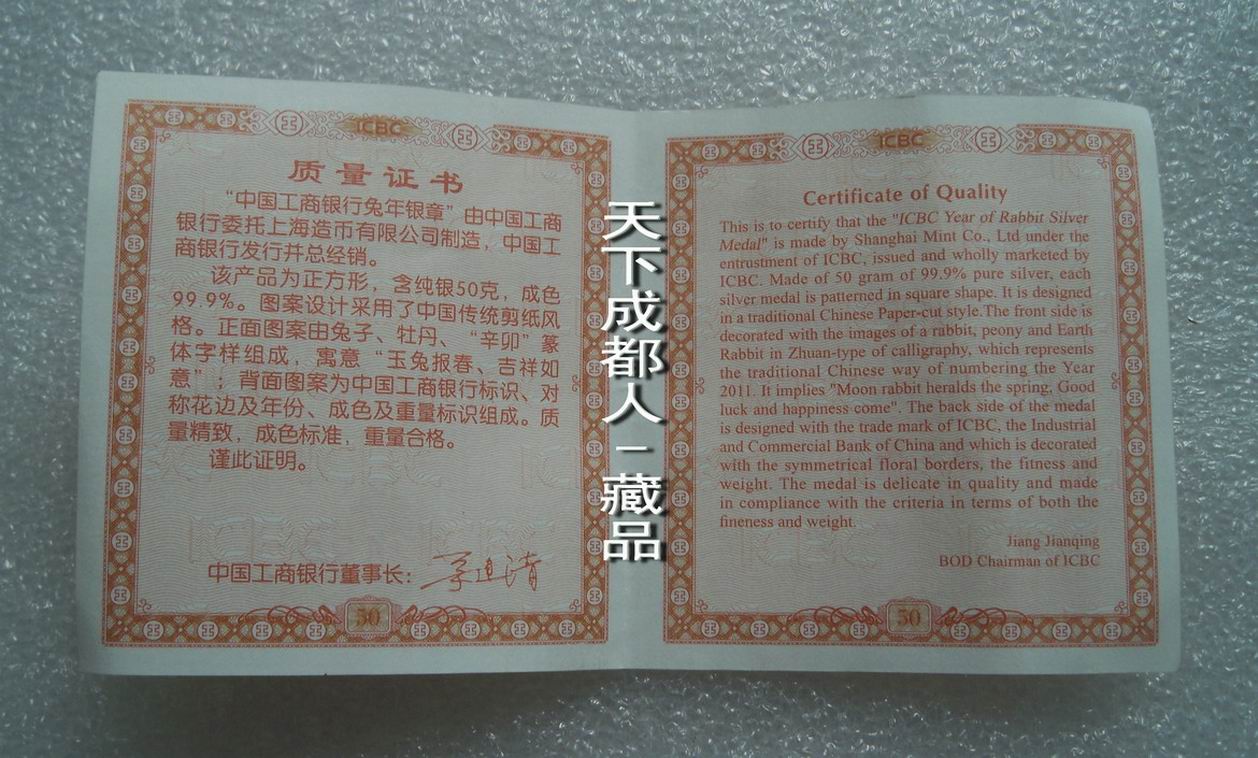 ICBC
质量证书
“中国工商银行兔年银章”由中国工商
银行委托上海造币有限公司制造，中国工
商银行发行并总经销。
该产品为正方形，含纯银50克，成色
99.9%。图案设计采用了中国传统剪纸风
格。正面图案由兔子、牡丹、“辛卯”篆
体字样组成，寓意“玉兔报春、吉祥如
意”；背面图案为中国工商银行标识、对
称花边及年份、成色及重量标识组成。质
量精致，成色标准，重量合格。
谨此证明。
中国工商银行董事长：
50
天下成都人－藏品
ICBC
Certificate of Quality
This is to certify that the "ICBC Year of Rabbit Silver
Medal" is made by Shanghai Mint Co., Ltd under the
entrustment of ICBC, issued and wholly marketed by
ICBC. Made of 50 gram of 99.9% pure silver, each
silver medal is patterned in square shape. It is designed
in a traditional Chinese Paper-cut style.The front side is
decorated with the images of a rabbit, peony and Earth
Rabbit in Zhuan-type of calligraphy, which represents
the traditional Chinese way of numbering the Year
2011. It implies "Moon rabbit heralds the spring, Good
luck and happiness come". The back side of the medal
is designed with the trade mark of ICBC, the Industrial
and Commercial Bank of China and which is decorated
with the symmetrical floral borders, the fitness and
weight. The medal is delicate in quality and made
in compliance with the criteria in terms of both the
fineness and weight.
Jiang Jianqing
BOD Chairman of ICBC
50